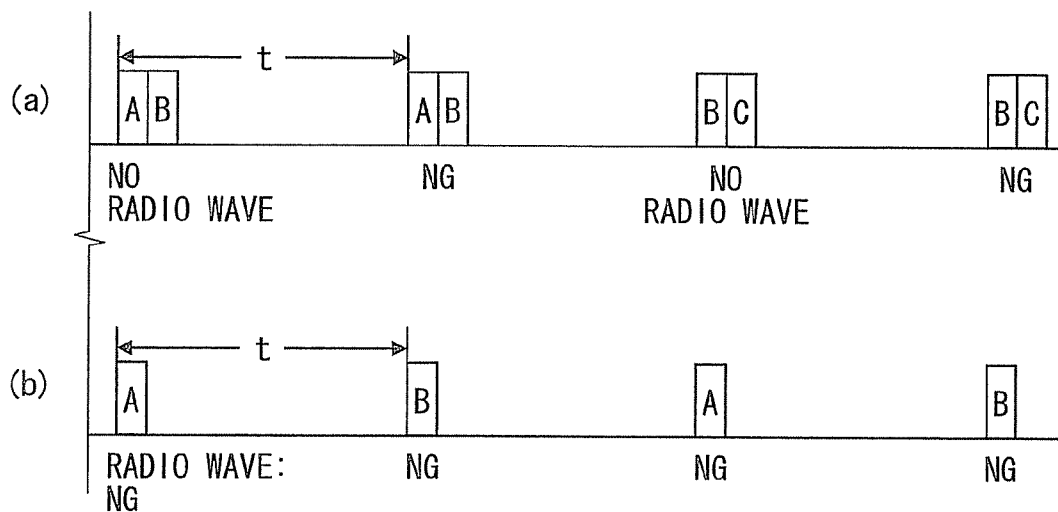 t
(a)
A B A B B C B C
NO NG NO NG
RADIO WAVE RADIO WAVE
t
(b)
A B A B
RADIO WAVE: NG NG NG
NG